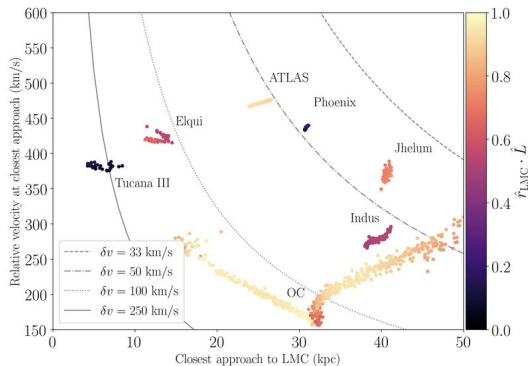 600
550
500
450
400
350
300
250
200
150
0
10
20
30
40
50
Relative velocity at closest approach (km/s)
Closest approach to LMC (kpc)
ATLAS
Phoenix
Elqui
Jhelum
Tucana III
Indus
OC
δv = 33 km/s
δv = 50 km/s
δv = 100 km/s
δv = 250 km/s
1.0
0.8
0.6
0.4
0.2
0.0
r̂LMC · L̂